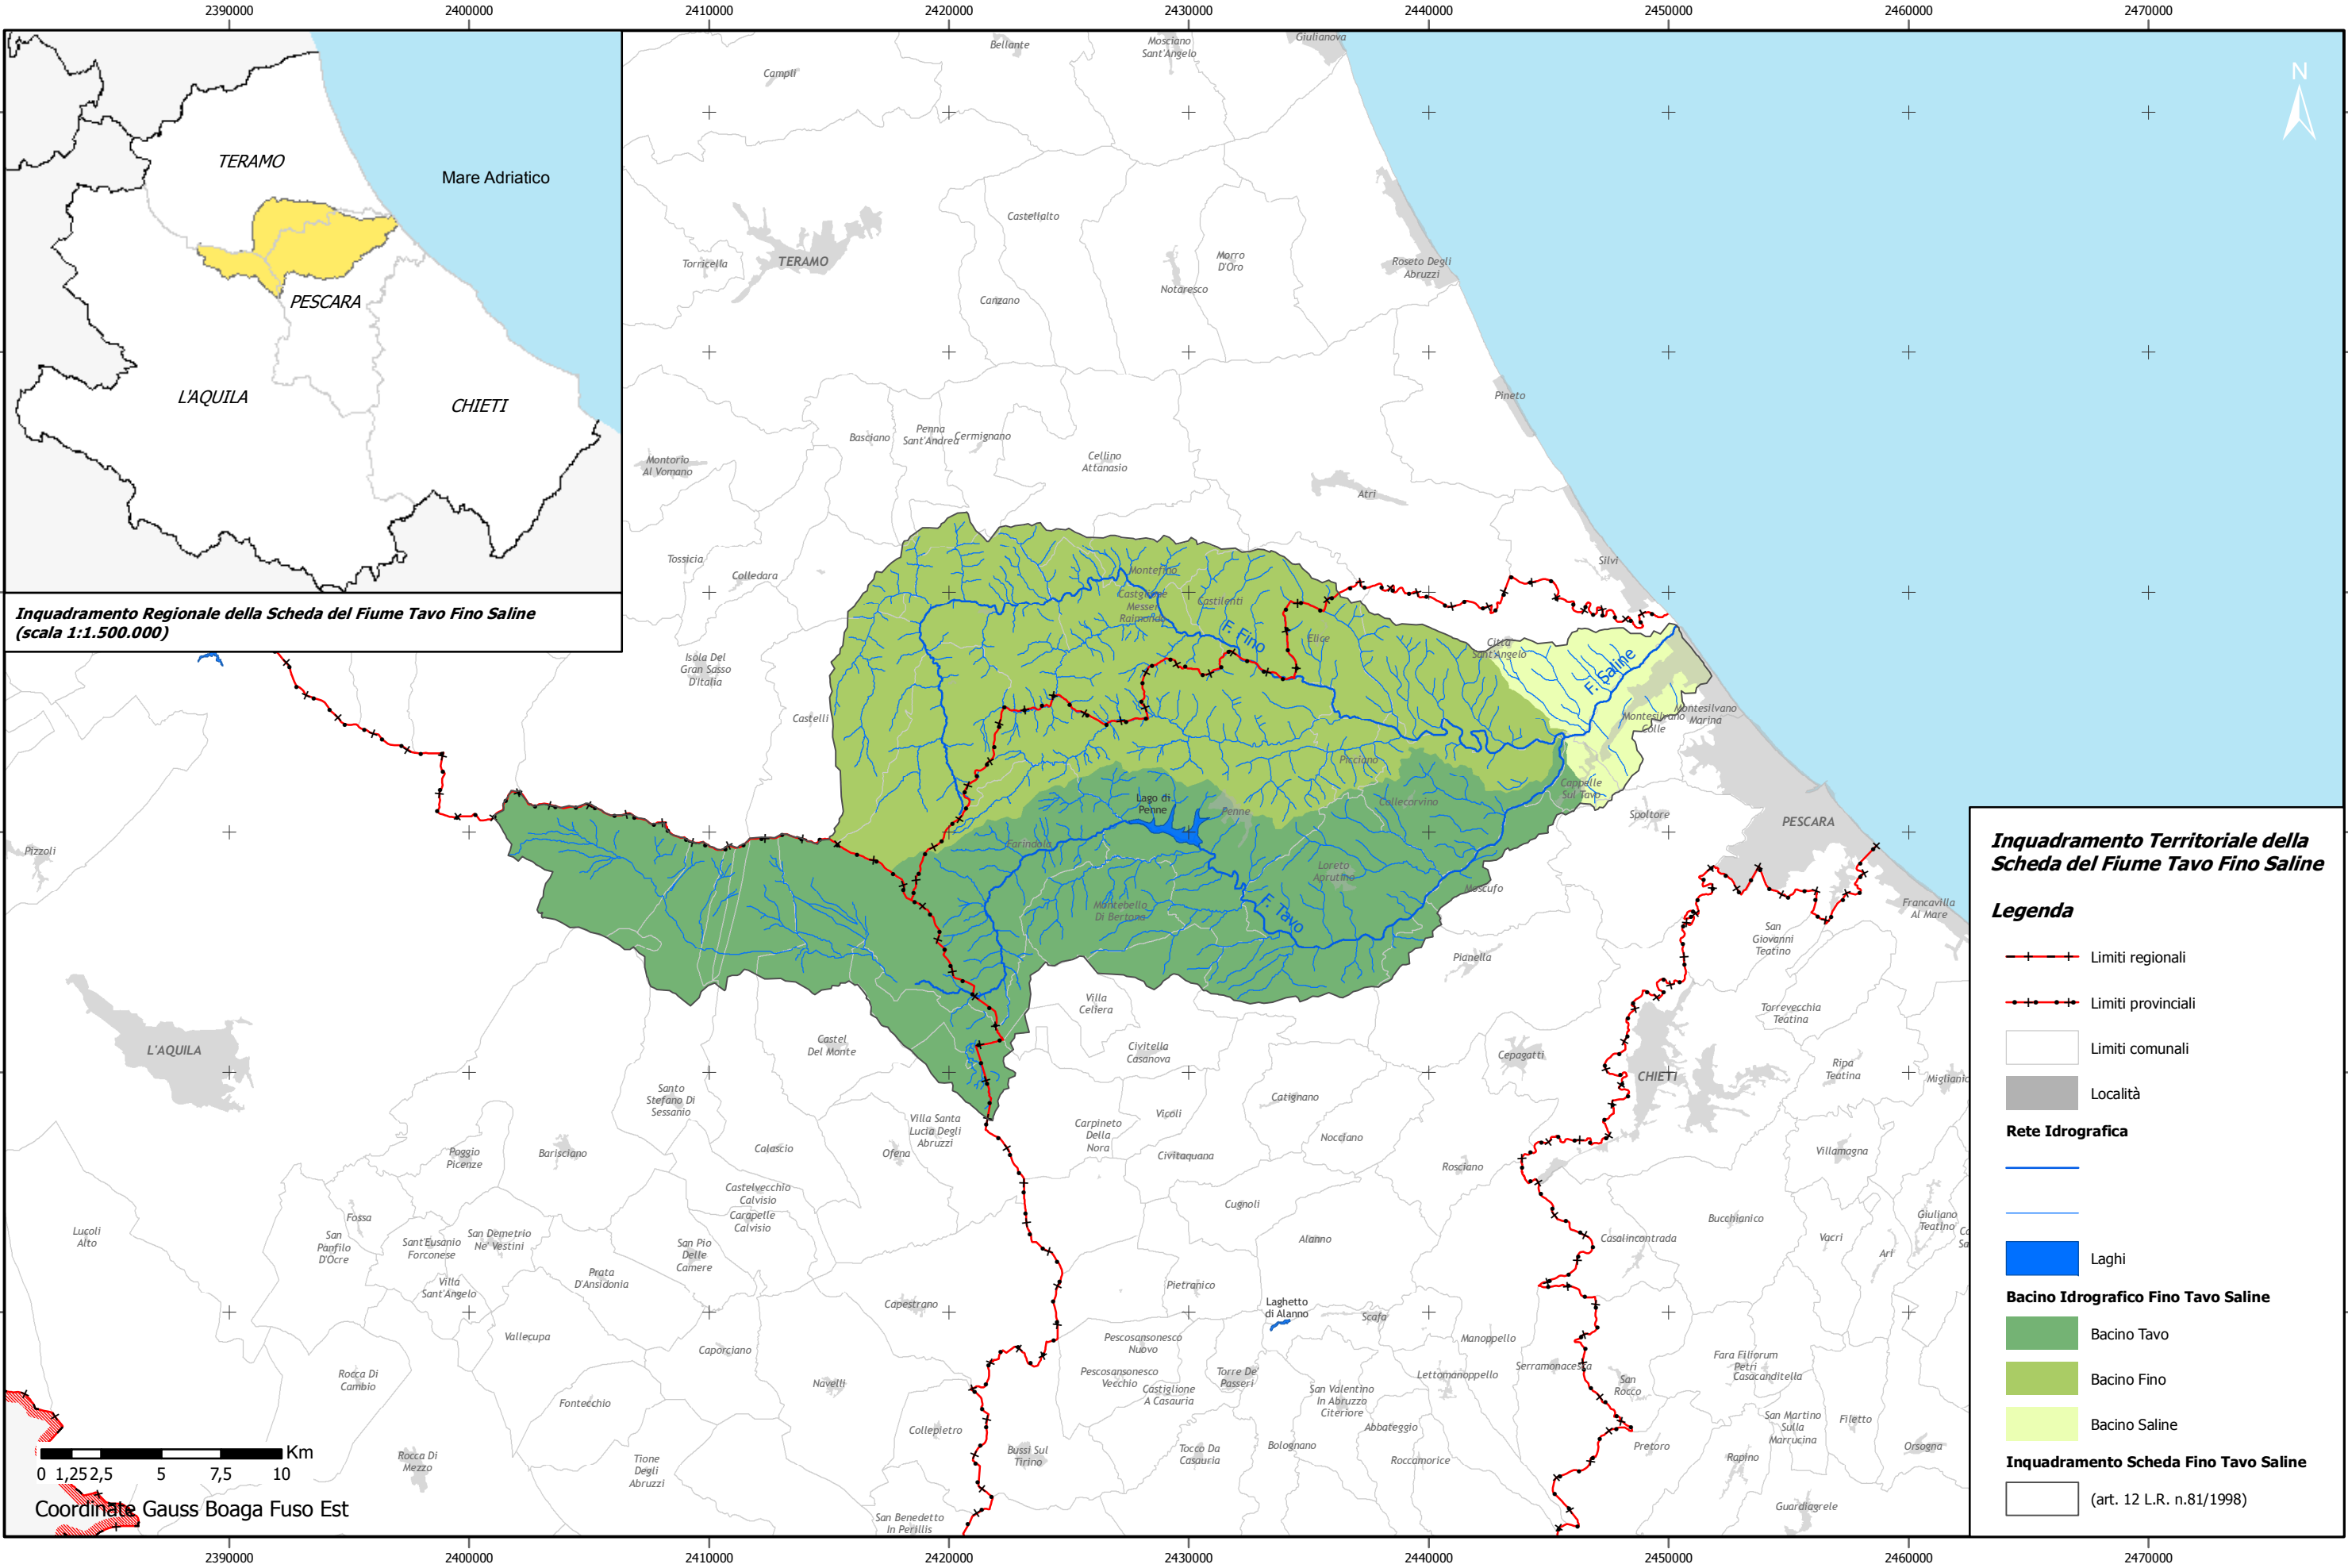 2390000
2400000
2410000
2420000
2430000
2440000
2450000
2460000
2470000
TERAMO
Mare Adriatico
PESCARA
L'AQUILA
CHIETI
Inquadramento Regionale della Scheda del Fiume Tavo Fino Saline
(scala 1:1.500.000)
N
Bellante
Mosciano
Sant'Angelo
Giulianova
Campli
Castellalto
Torricella
TERAMO
Morro
D'Oro
Roseto Degli
Abruzzi
Notaresco
Canzano
Pineto
Basciano
Penna
Sant'Andrea
Cermignano
Montorio
Al Vomano
Cellino
Attanasio
Atri
Tossicia
Colledara
Montefino
Silvi
Castglione
Messer
Raimondo
Castilenti
F. Fino
Elice
Città
Sant'Angelo
Isola Del
Gran Sasso
D'Italia
F. Saline
Castelli
Montesilvano
Marina
Montesilvano
Colle
Picciano
Cappelle
Sul Tavo
Collecorvino
Lago di
Penne
Penne
Spoltore
PESCARA
Farindola
Pizzoli
Loreto
Aprutino
Moscufo
Montebello
Di Bertona
F. Tavo
Francavilla
Al Mare
San
Giovanni
Teatino
Pianella
Villa
Celiera
Torrevecchia
Teatina
L'AQUILA
Castel
Del Monte
Civitella
Casanova
Cepagatti
CHIETI
Ripa
Teatina
Miglianic
Santo
Stefano Di
Sessanio
Villa Santa
Lucia Degli
Abruzzi
Carpineto
Della
Nora
Vicoli
Catignano
Nocciano
Poggio
Picenze
Barisciano
Calascio
Ofena
Civitaquana
Rosciano
Villamagna
Castelvecchio
Calvisio
Carapelle
Calvisio
Cugnoli
Fossa
Lucoli
Alto
San
Panfilo
D'Ocre
Sant'Eusanio
Forconese
San Demetrio
Ne' Vestini
San Pio
Delle
Camere
Alanno
Casalincontrada
Bucchianico
Vacri
Giuliano
Teatino
Ari
Ca
Sa
Villa
Sant'Angelo
Prata
D'Ansidonia
Pietranico
Capestrano
Laghetto
di Alanno
Scafa
Vallecupa
Caporciano
Pescosansonesco
Nuovo
Manoppello
Pescosansonesco
Vecchio
Castiglione
A Casauria
Torre De'
Passeri
Serramonacesca
Fara Filiorum
Petri
Casacanditella
Lettomanoppello
San
Rocco
Rocca Di
Cambio
Navelli
San Valentino
In Abruzzo
Citeriore
Fontecchio
Abbateggio
San Martino
Sulla
Marrucina
Filetto
Collepietro
Bussi Sul
Tirino
Tocco Da
Casauria
Bolognano
Roccamorice
Pretoro
Rapino
Orsogna
Rocca Di
Mezzo
Tione
Degli
Abruzzi
Guardiagrele
San Benedetto
In Perillis
Km
0 1,25 2,5 5 7,5 10
Coordinate Gauss Boaga Fuso Est
Inquadramento Territoriale della
Scheda del Fiume Tavo Fino Saline
Legenda
Limiti regionali
Limiti provinciali
Limiti comunali
Località
Rete Idrografica
Laghi
Bacino Idrografico Fino Tavo Saline
Bacino Tavo
Bacino Fino
Bacino Saline
Inquadramento Scheda Fino Tavo Saline
(art. 12 L.R. n.81/1998)
2390000
2400000
2410000
2420000
2430000
2440000
2450000
2460000
2470000